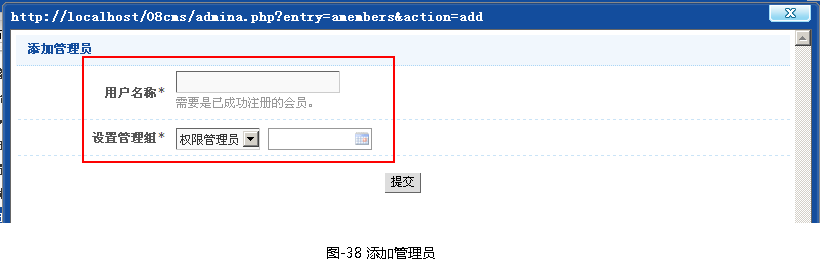 http://localhost/08cms/admina.php?entry=amembers&action=add
添加管理员
用户名称*
需要是已成功注册的会员。
设置管理组* 权限管理员
提交
图-38 添加管理员